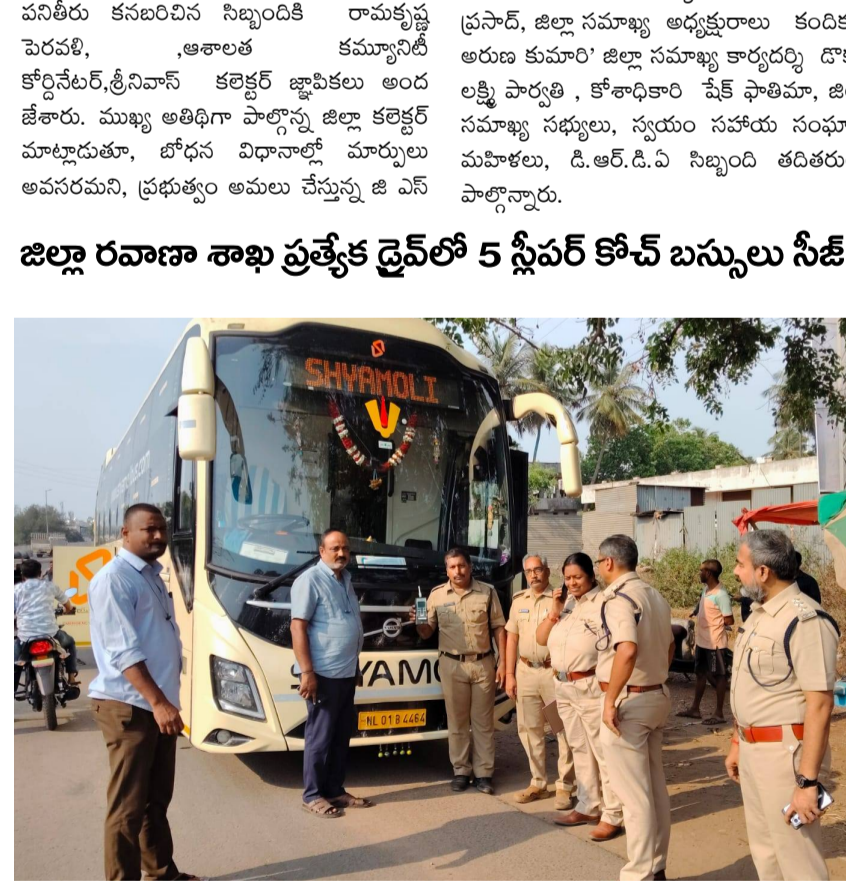 పనితీరు కనబరిచిన సిబ్బందికి రామకృష్ణ
పెరవళి, ,ఆశాలత కమ్యూనిటీ
కోర్డినేటర్,శ్రీనివాస్ కలెక్టర్ జ్ఞాపికలు అంద
జేశారు. ముఖ్య అతిథిగా పాల్గొన్న జిల్లా కలెక్టర్
మాట్లాడుతూ, బోధన విధానాల్లో మార్పులు
అవసరమని, ప్రభుత్వం అమలు చేస్తున్న జి ఎస్
ప్రసాద్, జిల్లా సమాఖ్య అధ్యక్షురాలు కందిక
అరుణ కుమారి’ జిల్లా సమాఖ్య కార్యదర్శి
లక్ష్మి పార్వతి , కోశాధికారి షేక్ ఫాతిమా,
సమాఖ్య సభ్యులు, స్వయం సహాయ సంఘా
మహిళలు, డి.ఆర్.డి.ఏ సిబ్బంది తదితరు
పాల్గొన్నారు.
జిల్లా రవాణా శాఖ ప్రత్యేక డ్రైవ్‌లో 5 స్లీపర్ కోచ్ బస్సులు సీజ్
SHYAMOLI
SHYAMO
NL 01 B 4464